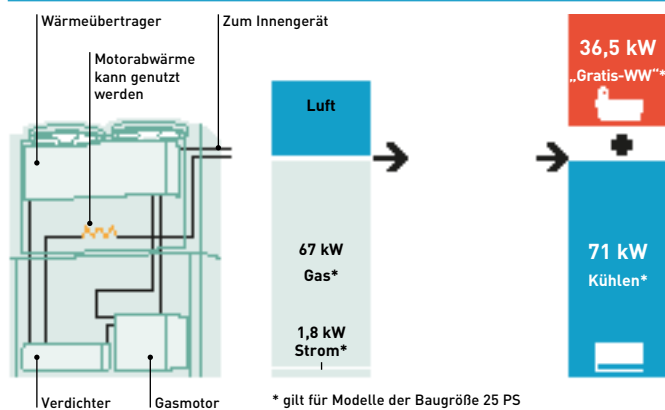 Wärmeübertrager
Zum Innengerät
Motorabwärme
kann genutzt
werden
Luft
67 kW
Gas*
1,8 kW
Strom*
36,5 kW
„Gratis-WW“*
71 kW
Kühlen*
Verdichter
Gasmotor
* gilt für Modelle der Baugröße 25 PS